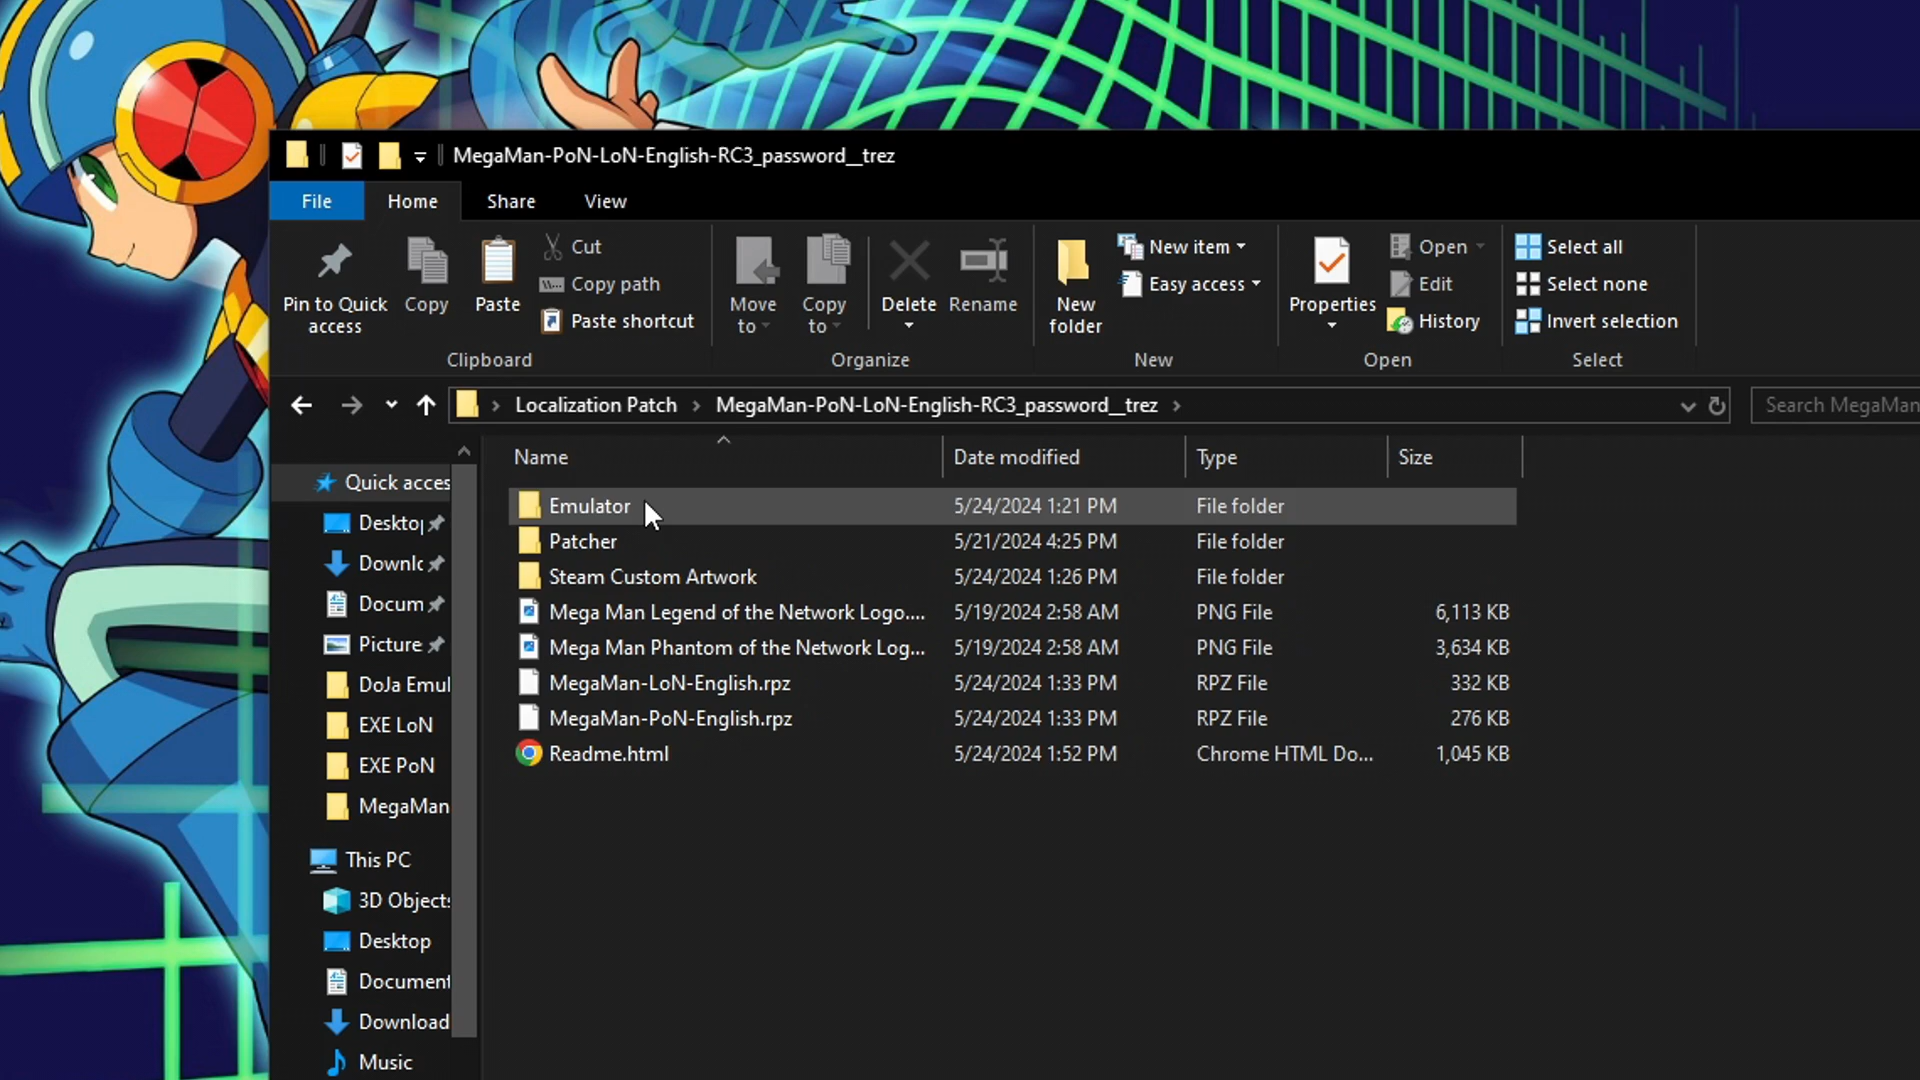 MegaMan-PoN-LoN-English-RC3_password__trez
File Home Share View
Pin to Quick access
Copy
Paste
Cut
Copy path
Paste shortcut
Clipboard
Move to
Copy to
Delete
Rename
Organize
New folder
New item
Easy access
New
Properties
Open
Edit
History
Open
Select all
Select none
Invert selection
Select
Localization Patch > MegaMan-PoN-LoN-English-RC3_password__trez >
Search MegaMan
Quick acces
Desktop
Downlo
Docum
Picture
DoJa Emul
EXE LoN
EXE PoN
MegaMan
This PC
3D Objects
Desktop
Document
Download
Music
Name Date modified Type Size
Emulator 5/24/2024 1:21 PM File folder
Patcher 5/21/2024 4:25 PM File folder
Steam Custom Artwork 5/24/2024 1:26 PM File folder
Mega Man Legend of the Network Logo.... 5/19/2024 2:58 AM PNG File 6,113 KB
Mega Man Phantom of the Network Log... 5/19/2024 2:58 AM PNG File 3,634 KB
MegaMan-LoN-English.rpz 5/24/2024 1:33 PM RPZ File 332 KB
MegaMan-PoN-English.rpz 5/24/2024 1:33 PM RPZ File 276 KB
Readme.html 5/24/2024 1:52 PM Chrome HTML Do... 1,045 KB